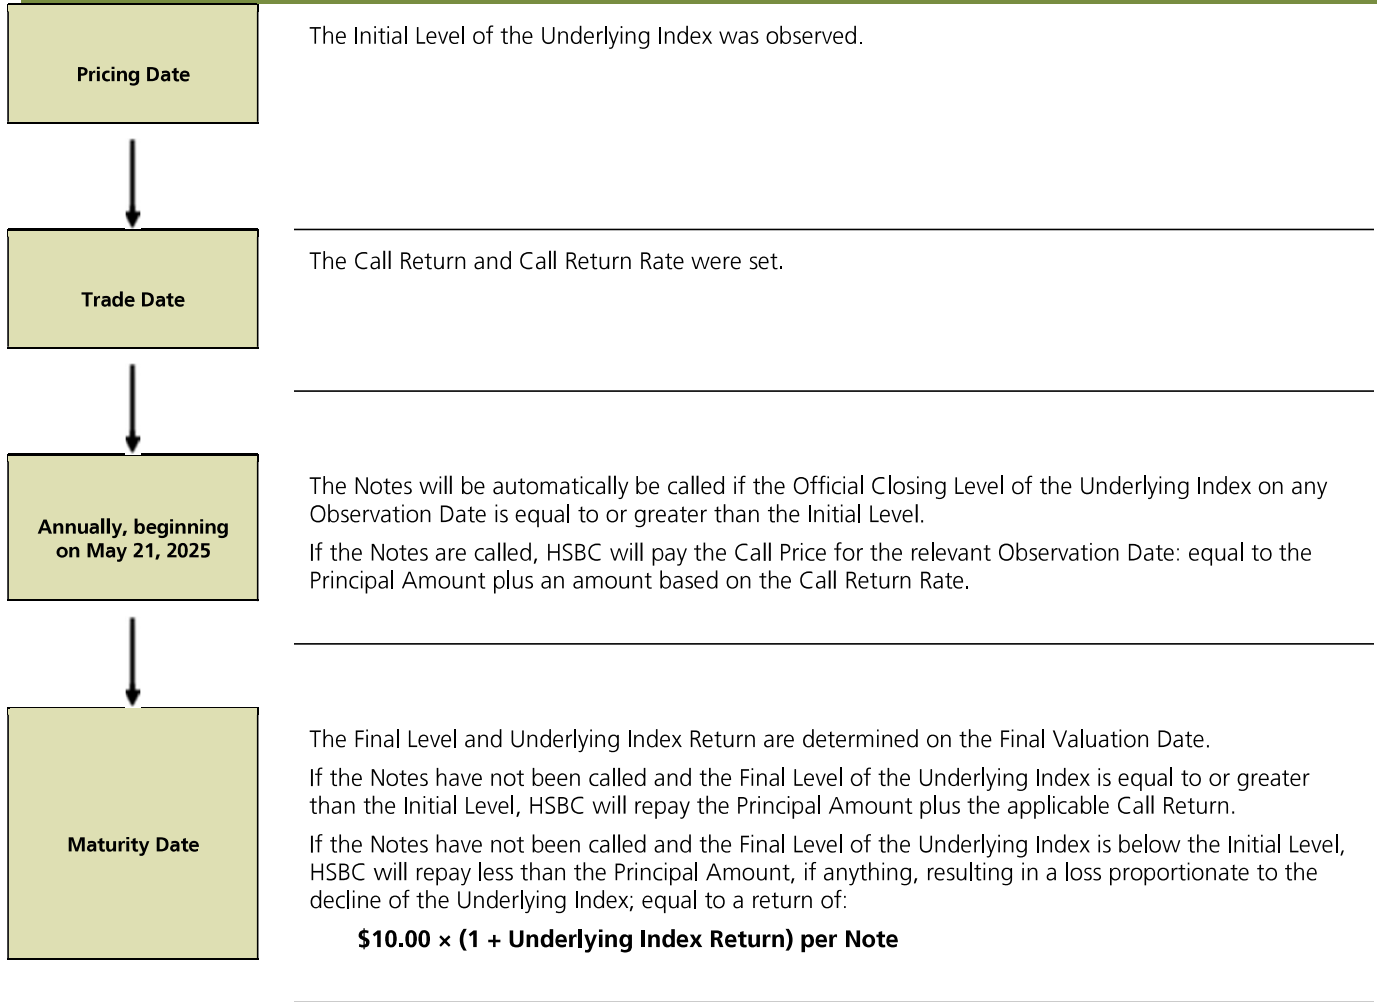 Pricing Date
The Initial Level of the Underlying Index was observed.
Trade Date
The Call Return and Call Return Rate were set.
Annually, beginning
on May 21, 2025
The Notes will be automatically be called if the Official Closing Level of the Underlying Index on any
Observation Date is equal to or greater than the Initial Level.
If the Notes are called, HSBC will pay the Call Price for the relevant Observation Date: equal to the
Principal Amount plus an amount based on the Call Return Rate.
Maturity Date
The Final Level and Underlying Index Return are determined on the Final Valuation Date.
If the Notes have not been called and the Final Level of the Underlying Index is equal to or greater
than the Initial Level, HSBC will repay the Principal Amount plus the applicable Call Return.
If the Notes have not been called and the Final Level of the Underlying Index is below the Initial Level,
HSBC will repay less than the Principal Amount, if anything, resulting in a loss proportionate to the
decline of the Underlying Index; equal to a return of:
$10.00 × (1 + Underlying Index Return) per Note